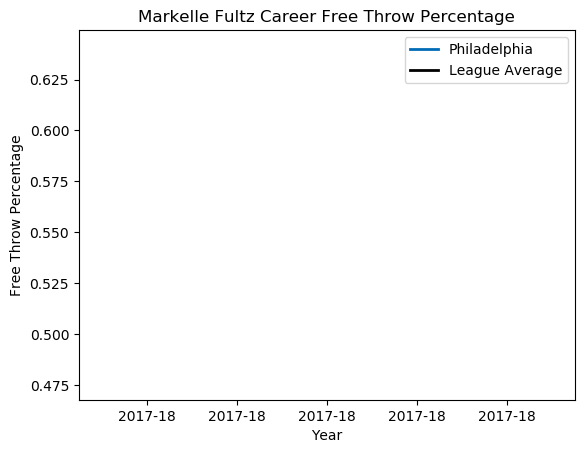 Markelle Fultz Career Free Throw Percentage
Philadelphia
League Average
0.625
0.600
0.575
0.550
0.525
0.500
0.475
Free Throw Percentage
2017-18 2017-18 2017-18 2017-18 2017-18
Year